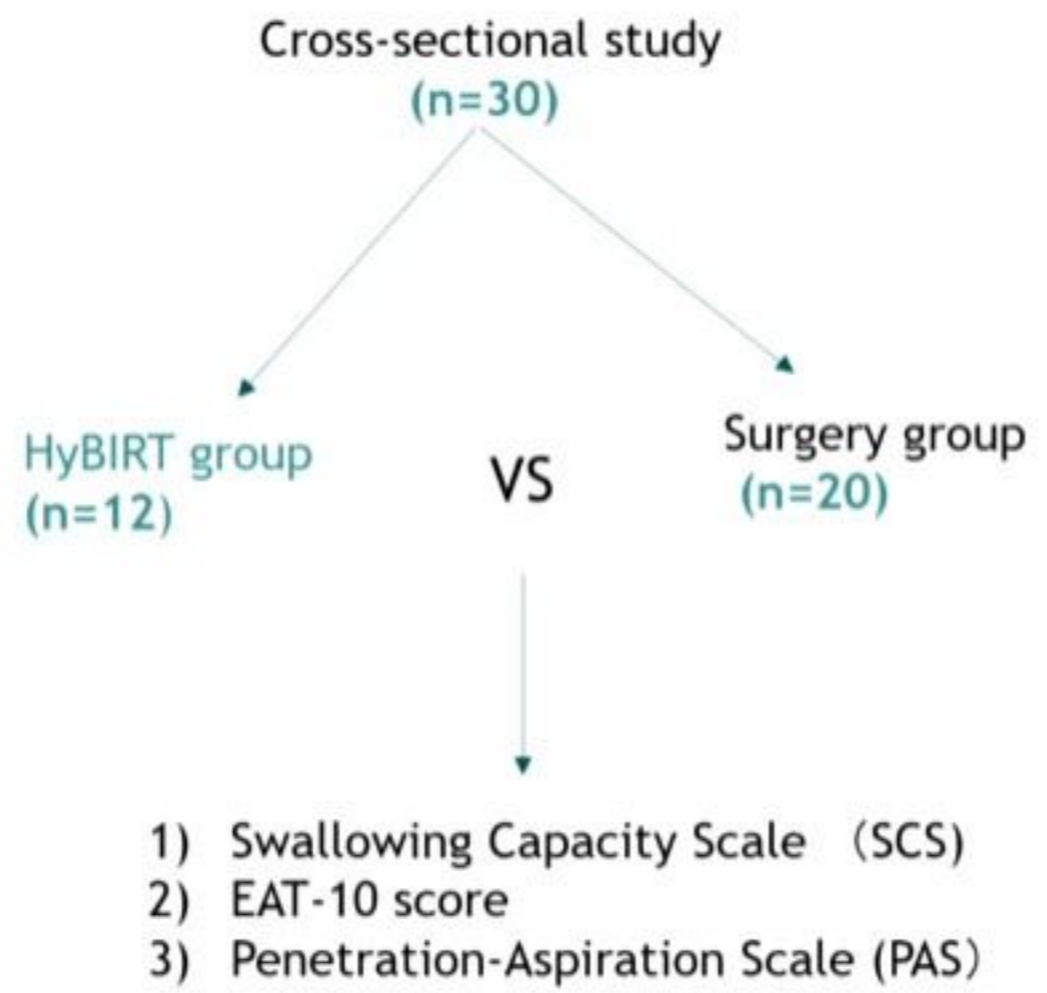 Cross-sectional study
(n=30)
HyBIRT group
(n=12)
VS
Surgery group
(n=20)
1) Swallowing Capacity Scale （SCS)
2) EAT-10 score
3) Penetration-Aspiration Scale (PAS）